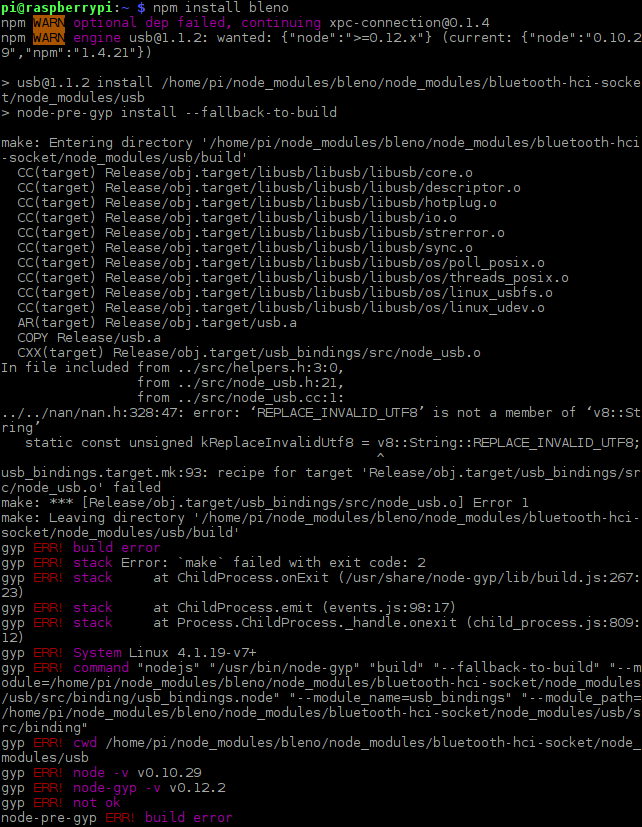 pi@raspberrypi:~ $ npm install bleno
npm WARN optional dep failed, continuing xpc-connection@0.1.4
npm WARN engine usb@1.1.2: wanted: {"node":">=0.12.x"} (current: {"node":"0.10.2
9","npm":"1.4.21"})

> usb@1.1.2 install /home/pi/node_modules/bleno/node_modules/bluetooth-hci-socke
t/node_modules/usb
> node-pre-gyp install --fallback-to-build

make: Entering directory '/home/pi/node_modules/bleno/node_modules/bluetooth-hci
-socket/node_modules/usb/build'
  CC(target) Release/obj.target/libusb/libusb/libusb/core.o
  CC(target) Release/obj.target/libusb/libusb/libusb/descriptor.o
  CC(target) Release/obj.target/libusb/libusb/libusb/hotplug.o
  CC(target) Release/obj.target/libusb/libusb/libusb/io.o
  CC(target) Release/obj.target/libusb/libusb/libusb/strerror.o
  CC(target) Release/obj.target/libusb/libusb/libusb/sync.o
  CC(target) Release/obj.target/libusb/libusb/libusb/os/poll_posix.o
  CC(target) Release/obj.target/libusb/libusb/libusb/os/threads_posix.o
  CC(target) Release/obj.target/libusb/libusb/libusb/os/linux_usbfs.o
  CC(target) Release/obj.target/libusb/libusb/libusb/os/linux_udev.o
  AR(target) Release/obj.target/usb.a
  COPY Release/usb.a
  CXX(target) Release/obj.target/usb_bindings/src/node_usb.o
In file included from ../src/helpers.h:3:0,
                 from ../src/node_usb.h:21,
                 from ../src/node_usb.cc:1:
../../nan/nan.h:328:47: error: ‘REPLACE_INVALID_UTF8’ is not a member of ‘v8::St
ring’
   static const unsigned kReplaceInvalidUtf8 = v8::String::REPLACE_INVALID_UTF8;
                                               ^
usb_bindings.target.mk:93: recipe for target 'Release/obj.target/usb_bindings/sr
c/node_usb.o' failed
make: *** [Release/obj.target/usb_bindings/src/node_usb.o] Error 1
make: Leaving directory '/home/pi/node_modules/bleno/node_modules/bluetooth-hci-
socket/node_modules/usb/build'
gyp ERR! build error
gyp ERR! stack Error: `make` failed with exit code: 2
gyp ERR! stack     at ChildProcess.onExit (/usr/share/node-gyp/lib/build.js:267:
23)
gyp ERR! stack     at ChildProcess.emit (events.js:98:17)
gyp ERR! stack     at Process.ChildProcess._handle.onexit (child_process.js:809:
12)
gyp ERR! System Linux 4.1.19-v7+
gyp ERR! command "nodejs" "/usr/bin/node-gyp" "build" "--fallback-to-build" "--m
odule=/home/pi/node_modules/bleno/node_modules/bluetooth-hci-socket/node_modules
/usb/src/binding/usb_bindings.node" "--module_name=usb_bindings" "--module_path=
/home/pi/node_modules/bleno/node_modules/bluetooth-hci-socket/node_modules/usb/s
rc/binding"
gyp ERR! cwd /home/pi/node_modules/bleno/node_modules/bluetooth-hci-socket/node_
modules/usb
gyp ERR! node -v v0.10.29
gyp ERR! node-gyp -v v0.12.2
gyp ERR! not ok
node-pre-gyp ERR! build error